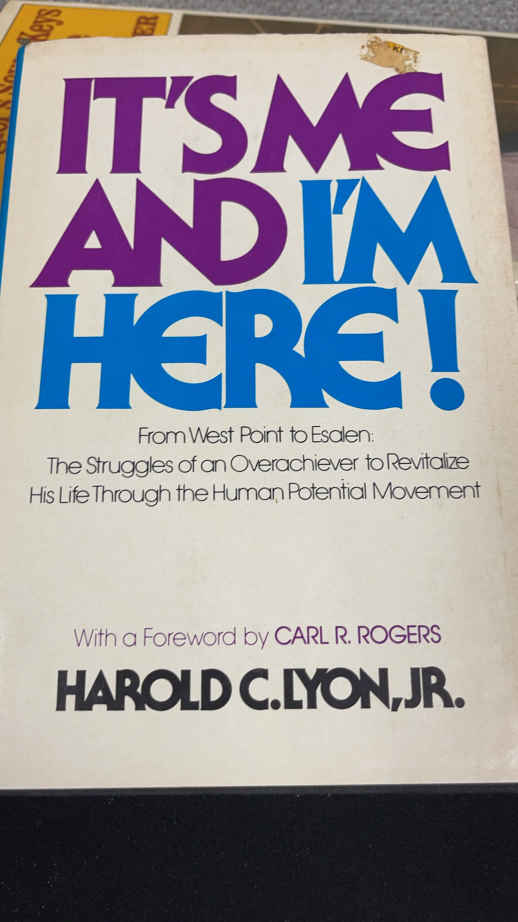 IT'S ME
AND I'M
HERE!
From West Point to Esalen:
The Struggles of an Overachiever to Revitalize
His Life Through the Human Potential Movement
With a Foreword by CARL R. ROGERS
HAROLD C. LYON, JR.